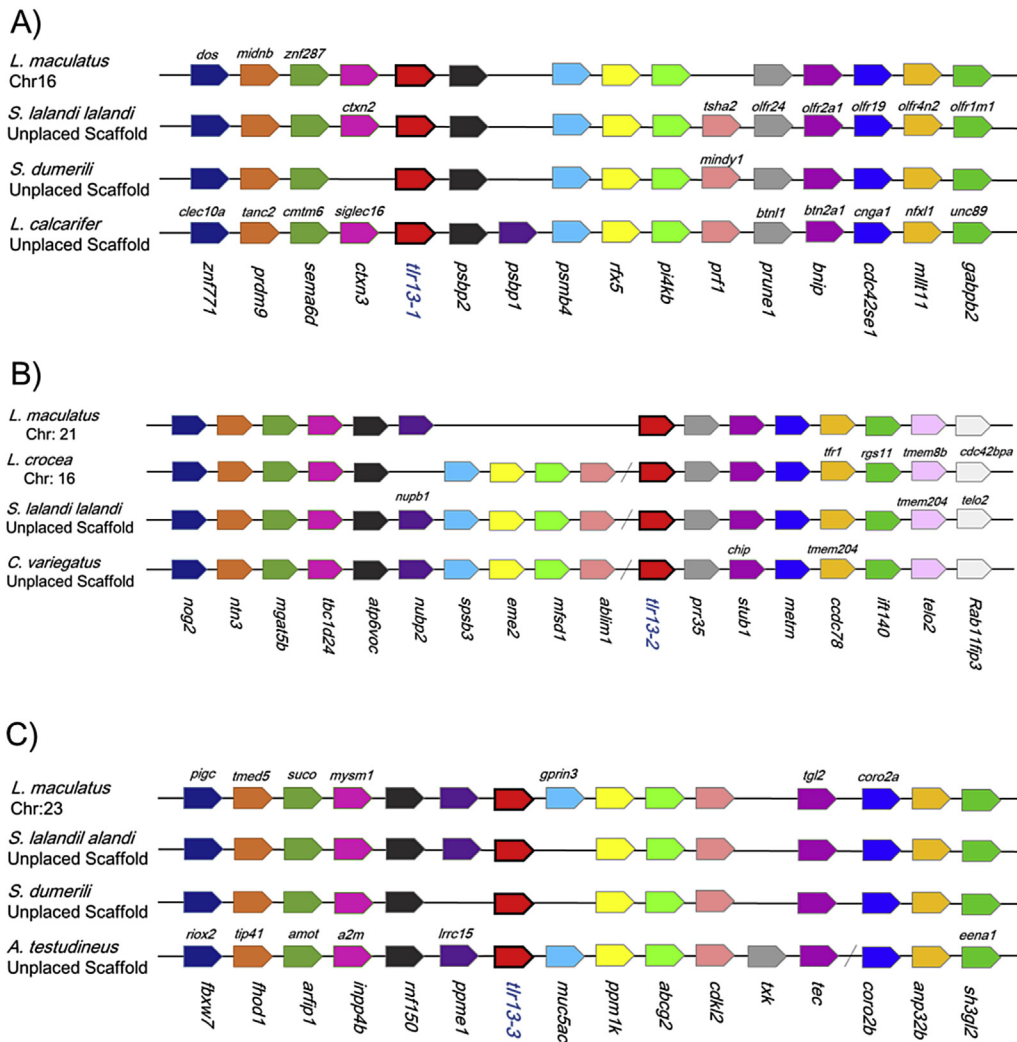 A)
dos midnb znf287
L. maculatus
Chr16
ctxn2 tsha2 olfr24 olfr2a1 olfr19 olfr4n2 olfr1m1
S. lalandi lalandi
Unplaced Scaffold
mindy1
S. dumerili
Unplaced Scaffold
clec10a tanc2 cmtm6 siglec16 btnl1 btn2a1 cnga1 nfxl1 unc89
L. calcarifer
Unplaced Scaffold
znf771 prdm9 sema6d ctxn3 tlr13-1 psbp2 psbp1 psmb4 rfx5 pi4kb prf1 prune1 bnip cdc42se1 mllt11 gabpb2
B)
L. maculatus
Chr: 21
L. crocea
Chr: 16
tfr1 rgs11 tmem8b cdc42bpa
S. lalandi lalandi
Unplaced Scaffold
nupb1 tmem204 telo2
C. variegatus
Unplaced Scaffold
chip tmem204
nog2 ntn3 mgat5b tbc1d24 atp6voc nubp2 spsb3 eme2 mfsd1 ablim1 tlr13-2 prr35 stub1 metrn ccdc78 ift140 telo2 Rab11fip3
C)
pigc tmed5 suco mysm1 gprin3 tgl2 coro2a
L. maculatus
Chr:23
S. lalandil alandi
Unplaced Scaffold
S. dumerili
Unplaced Scaffold
riox2 tip41 amot a2m lrrc15 eena1
A. testudineus
Unplaced Scaffold
fbxw7 fhod1 arfip1 inpp4b rnf150 ppme1 tlr13-3 muc5ac ppm1k abcg2 cdkl2 txk tec coro2b anp32b sh3gl2